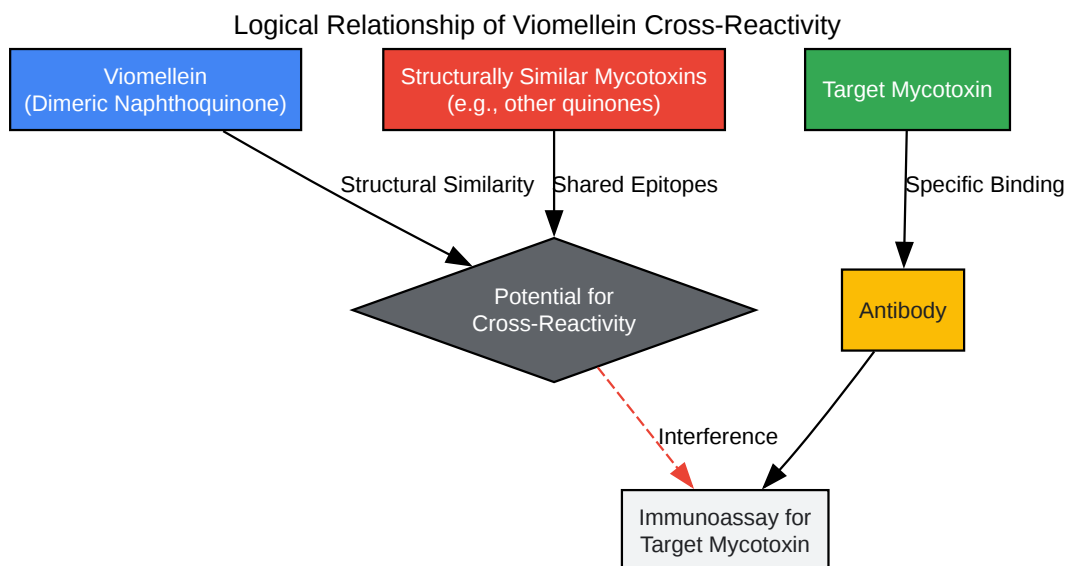 Logical Relationship of Viomellein Cross-Reactivity
Viomellein
(Dimeric Naphthoquinone)
Structurally Similar Mycotoxins
(e.g., other quinones)
Target Mycotoxin
Structural Similarity
Shared Epitopes
Specific Binding
Potential for
Cross-Reactivity
Antibody
Interference
Immunoassay for
Target Mycotoxin